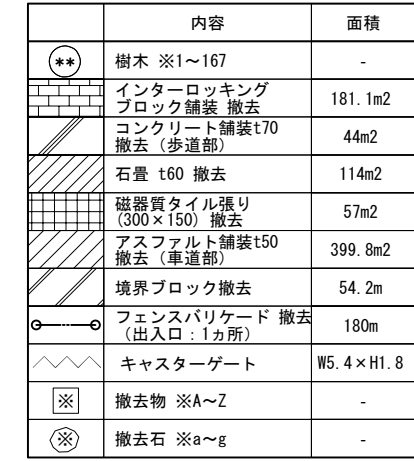 内容 面積
** 樹木 ※1～167 -
インターロッキング
ブロック舗装 撤去 181.1m2
コンクリート舗装t70
撤去（歩道部） 44m2
石畳 t60 撤去 114m2
磁器質タイル張り
(300×150) 撤去 57m2
アスファルト舗装t50
撤去（車道部） 399.8m2
境界ブロック撤去 54.2m
フェンスバリケード 撤去
（出入口：1ヵ所） 180m
キャスターゲート W5.4×H1.8
※ 撤去物 ※A～Z -
※ 撤去石 ※a～g -